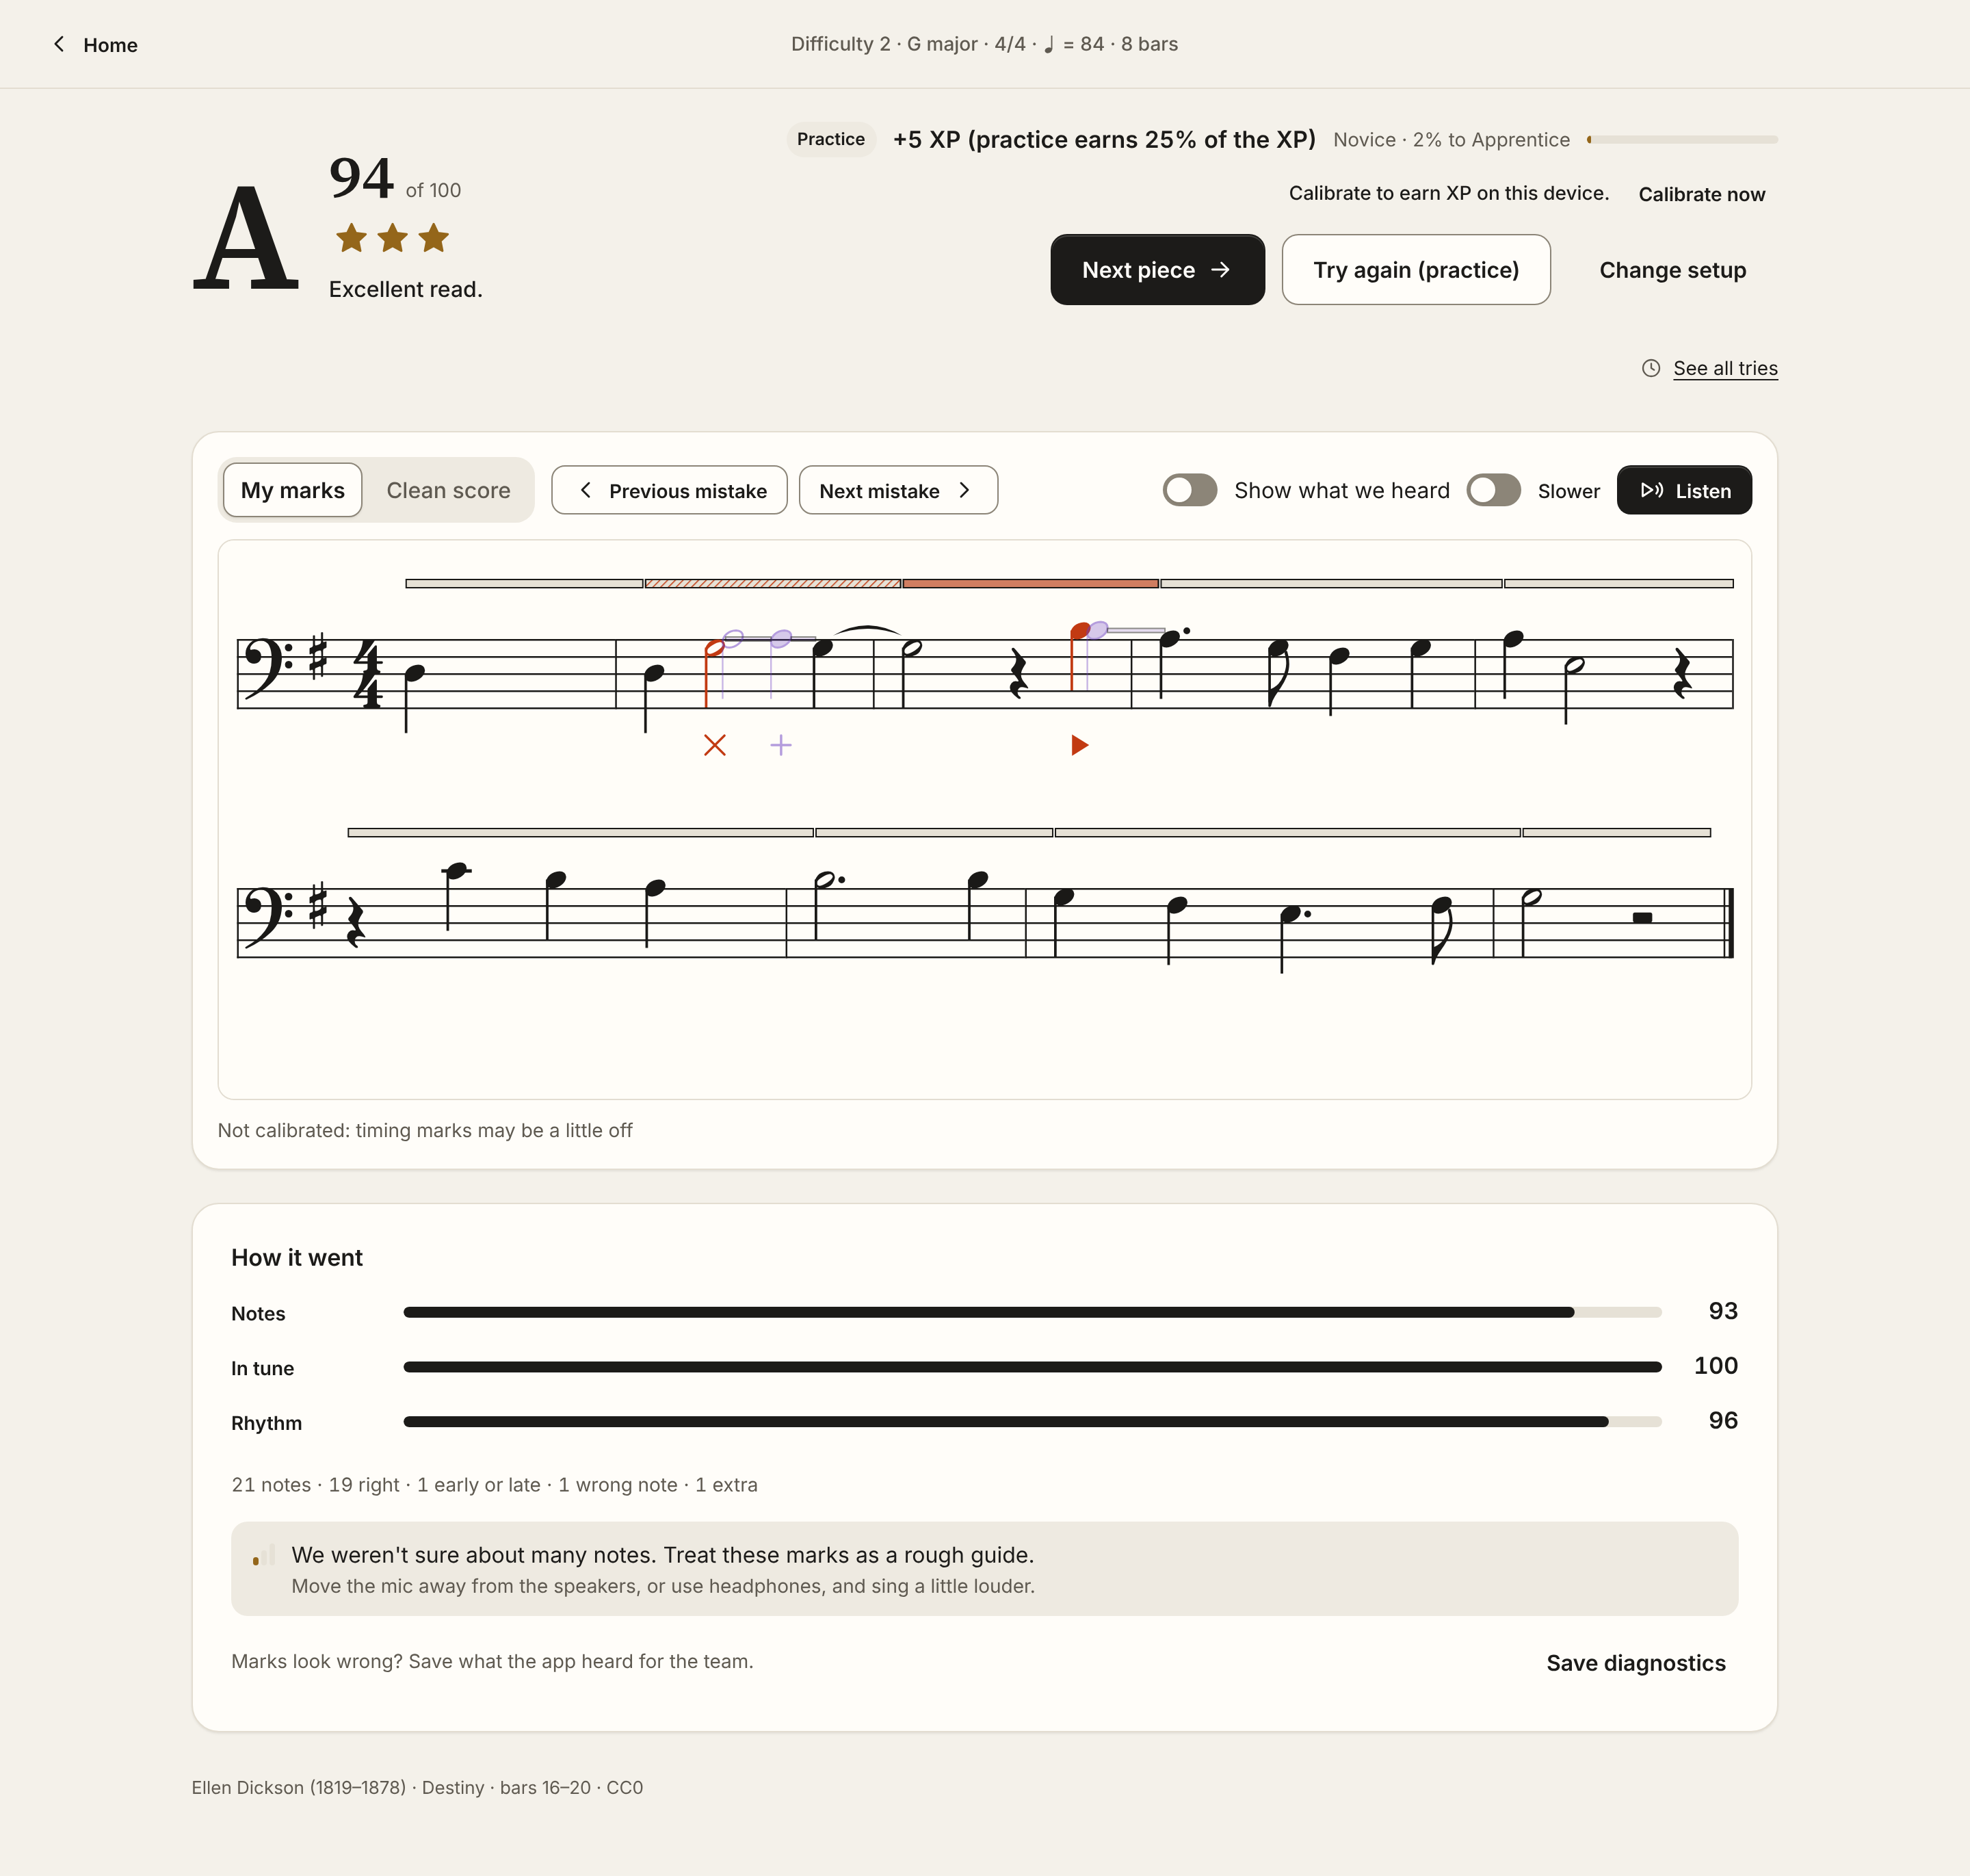 Home
Difficulty 2 · G major · 4/4 · ♩ = 84 · 8 bars
Practice +5 XP (practice earns 25% of the XP) Novice · 2% to Apprentice
A
94 of 100
Excellent read.
Calibrate to earn XP on this device. Calibrate now
Next piece → Try again (practice) Change setup
See all tries
My marks Clean score Previous mistake Next mistake Show what we heard Slower Listen
4
4
Not calibrated: timing marks may be a little off
How it went
Notes 93
In tune 100
Rhythm 96
21 notes · 19 right · 1 early or late · 1 wrong note · 1 extra
We weren't sure about many notes. Treat these marks as a rough guide.
Move the mic away from the speakers, or use headphones, and sing a little louder.
Marks look wrong? Save what the app heard for the team. Save diagnostics
Ellen Dickson (1819–1878) · Destiny · bars 16–20 · CC0